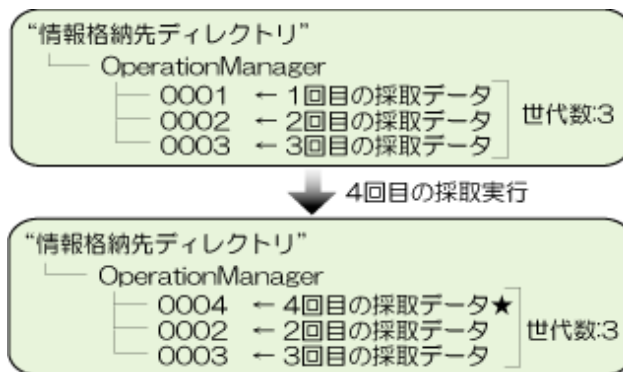 “情報格納先ディレクトリ”
OperationManager
0001 ← 1回目の採取データ
0002 ← 2回目の採取データ
0003 ← 3回目の採取データ
世代数:3
4回目の採取実行
“情報格納先ディレクトリ”
OperationManager
0004 ← 4回目の採取データ★
0002 ← 2回目の採取データ
0003 ← 3回目の採取データ
世代数:3